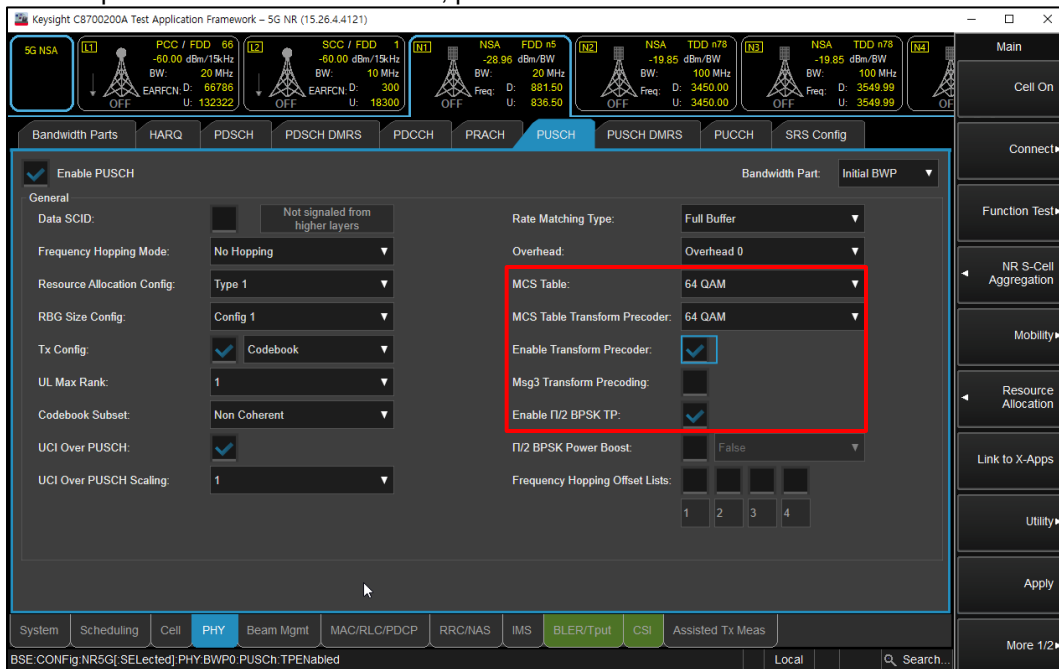 Keysight C8700200A Test Application Framework – 5G NR (15.26.4.4121)
5G NSA
L1 PCC / FDD 66
-60.00 dBm/15kHz
BW: 20 MHz
EARFCN: D: 66786
U: 132322
OFF
L2 SCC / FDD 1
-60.00 dBm/15kHz
BW: 10 MHz
EARFCN: D: 300
U: 18300
OFF
N1 NSA FDD n5
-28.96 dBm/BW
BW: 20 MHz
Freq: D: 881.50
U: 836.50
OFF
N2 NSA TDD n78
-19.85 dBm/BW
BW: 100 MHz
Freq: D: 3450.00
U: 3450.00
OFF
N3 NSA TDD n78
-19.85 dBm/BW
BW: 100 MHz
Freq: D: 3549.99
U: 3549.99
OFF
N4
Bandwidth Parts HARQ PDSCH PDSCH DMRS PDCCH PRACH PUSCH PUSCH DMRS PUCCH SRS Config
Enable PUSCH
Bandwidth Part: Initial BWP
General
Data SCID: Not signaled from
higher layers
Frequency Hopping Mode: No Hopping
Resource Allocation Config: Type 1
RBG Size Config: Config 1
Tx Config: Codebook
UL Max Rank: 1
Codebook Subset: Non Coherent
UCI Over PUSCH:
UCI Over PUSCH Scaling: 1
Rate Matching Type: Full Buffer
Overhead: Overhead 0
MCS Table: 64 QAM
MCS Table Transform Precoder: 64 QAM
Enable Transform Precoder:
Msg3 Transform Precoding:
Enable Π/2 BPSK TP:
Π/2 BPSK Power Boost: False
Frequency Hopping Offset Lists:
1 2 3 4
Main
Cell On
Connect
Function Test
NR S-Cell
Aggregation
Mobility
Resource
Allocation
Link to X-Apps
Utility
Apply
More 1/2
System Scheduling Cell PHY Beam Mgmt MAC/RLC/PDCP RRC/NAS IMS BLER/Tput CSI Assisted Tx Meas
BSE:CONFig:NR5G[:SELected]:PHY:BWP0:PUSCh:TPENabled
Local
Search...